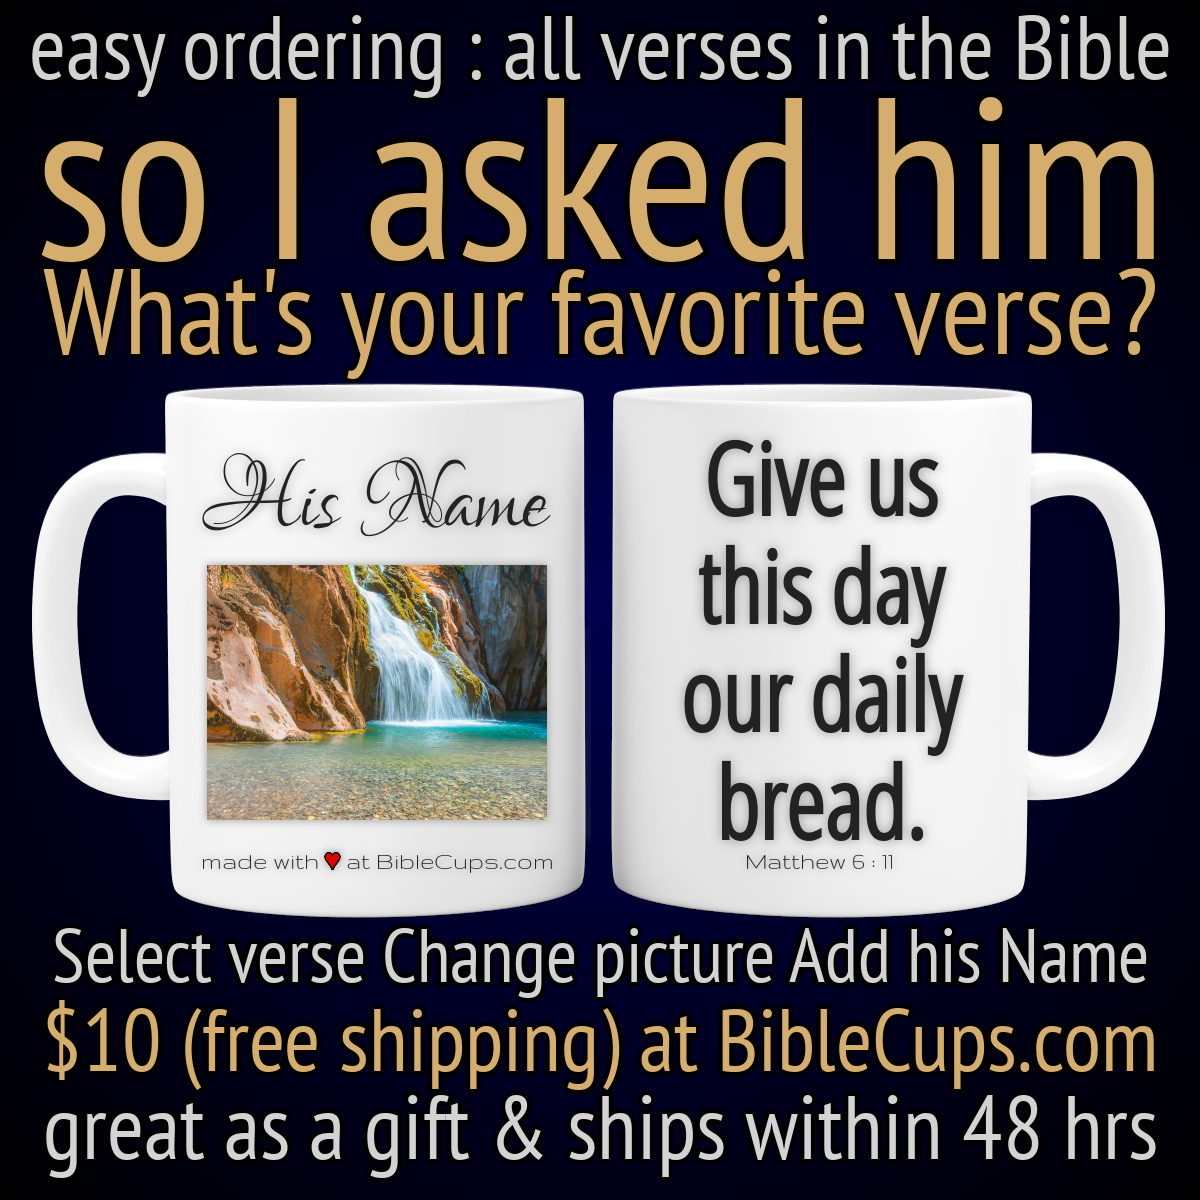 easy ordering : all verses in the Bible
so I asked him
What's your favorite verse?
His Name
made with ♥ at BibleCups.com
Give us
this day
our daily
bread.
Matthew 6 : 11
Select verse Change picture Add his Name
$10 (free shipping) at BibleCups.com
great as a gift & ships within 48 hrs